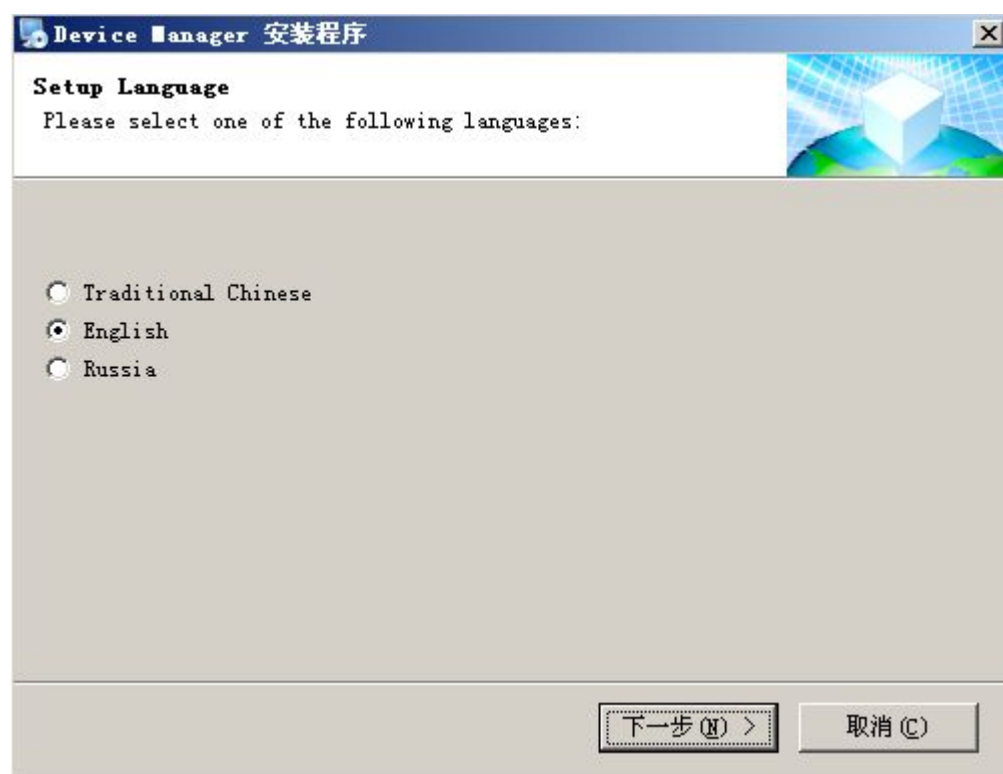 Device Manager 安装程序
Setup Language
Please select one of the following languages:
Traditional Chinese
English
Russia
下一步(N) >
取消(C)